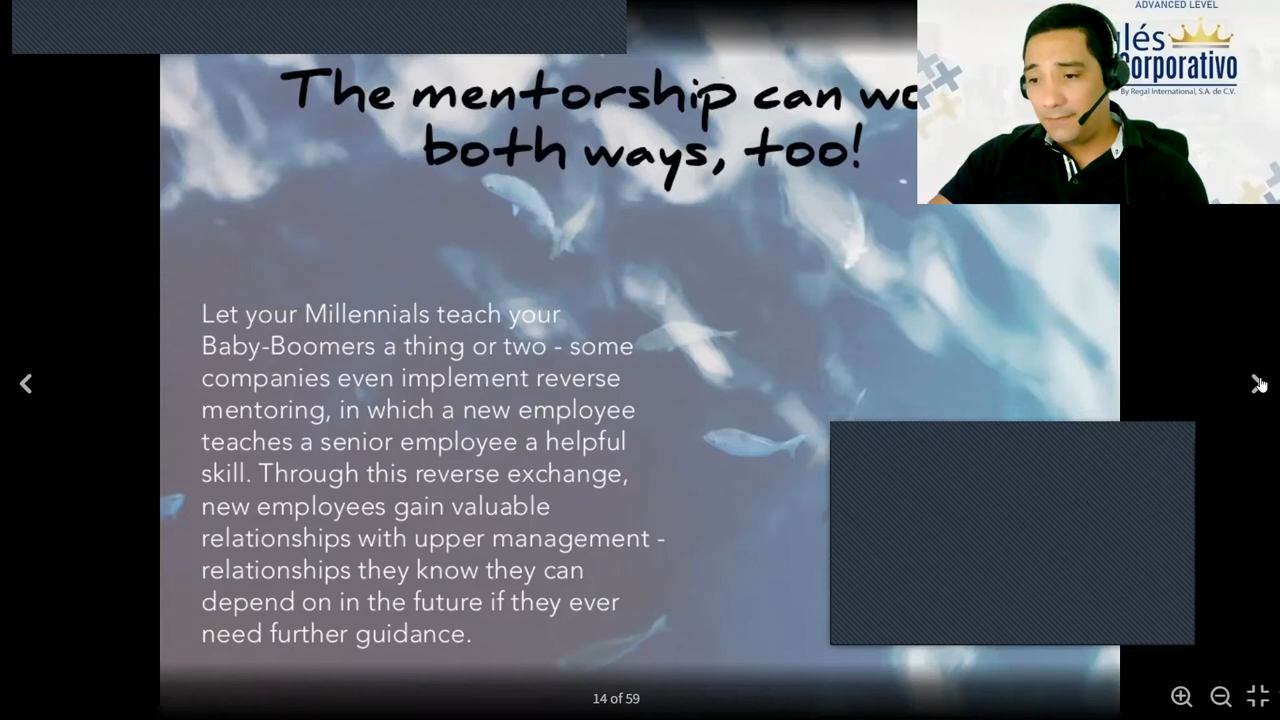 ADVANCED LEVEL
lés
Corporativo
By Regal International, S.A. de C.V.
The mentorship can
both ways, too!
Let your Millennials teach your
Baby-Boomers a thing or two - some
companies even implement reverse
mentoring, in which a new employee
teaches a senior employee a helpful
skill. Through this reverse exchange,
new employees gain valuable
relationships with upper management -
relationships they know they can
depend on in the future if they ever
need further guidance.
14 of 59